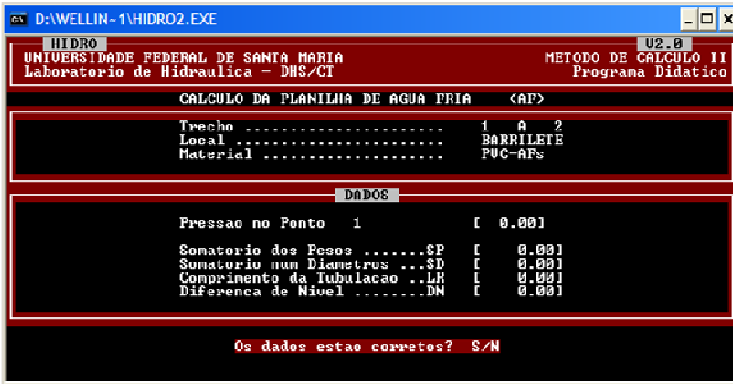 D:\WELLIN~1\HIDRO2.EXE
HIDRO V2.0
UNIVERSIDADE FEDERAL DE SANTA MARIA METODO DE CALCULO II
Laboratorio de Hidraulica - DHS/CT Programa Didatico
CALCULO DA PLANILHA DE AGUA FRIA <AF>
Trecho ....................... 1 A 2
Local ....................... BARRILETE
Material .................... PVC-AFs
DADOS
Pressao no Ponto 1 [ 0.00]
Somatorio dos Pesos .......SP [ 0.00]
Somatorio num Diametros ...SD [ 0.00]
Comprimento da Tubulacao ..LR [ 0.00]
Diferenca de Nivel ........DN [ 0.00]
Os dados estao corretos? S/N